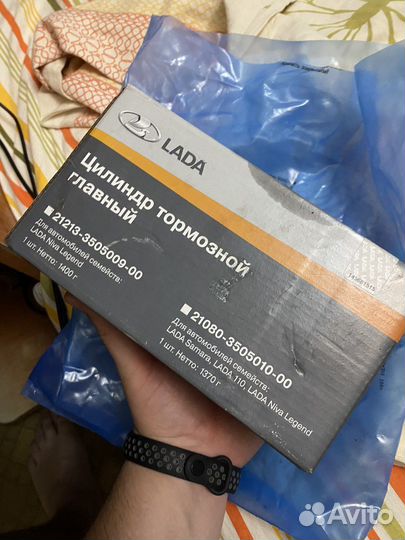 LADA
Цилиндр тормозной
главный
21213-3505009-00
Для автомобилей семейств:
LADA Niva Legend
1 шт. Нетто: 1400 г
21080-3505010-00
Для автомобилей семейств:
LADA Samara, LADA 110, LADA Niva Legend
1 шт. Нетто: 1370 г
Avito